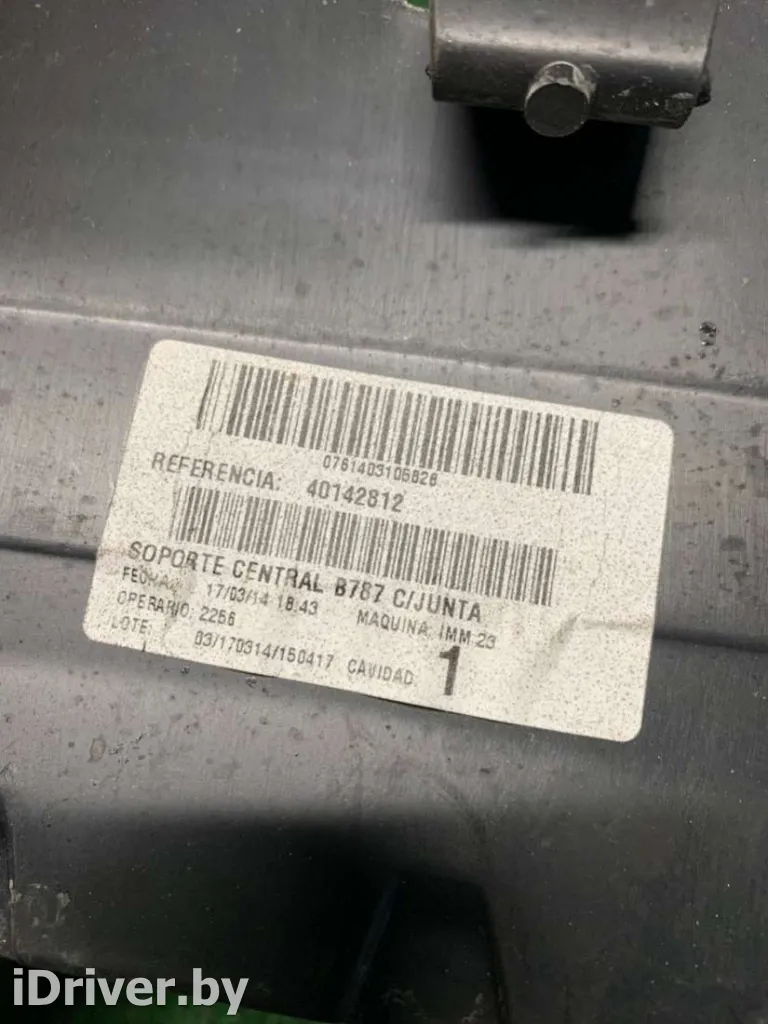 0761403106828
REFERENCIA: 40142812
SOPORTE CENTRAL B787 C/JUNTA
FECHA: 17/03/14 18:43 MAQUINA: IMM 23
OPERARIO: 2256
LOTE: 03/170314/150417 CAVIDAD: 1
iDriver.by